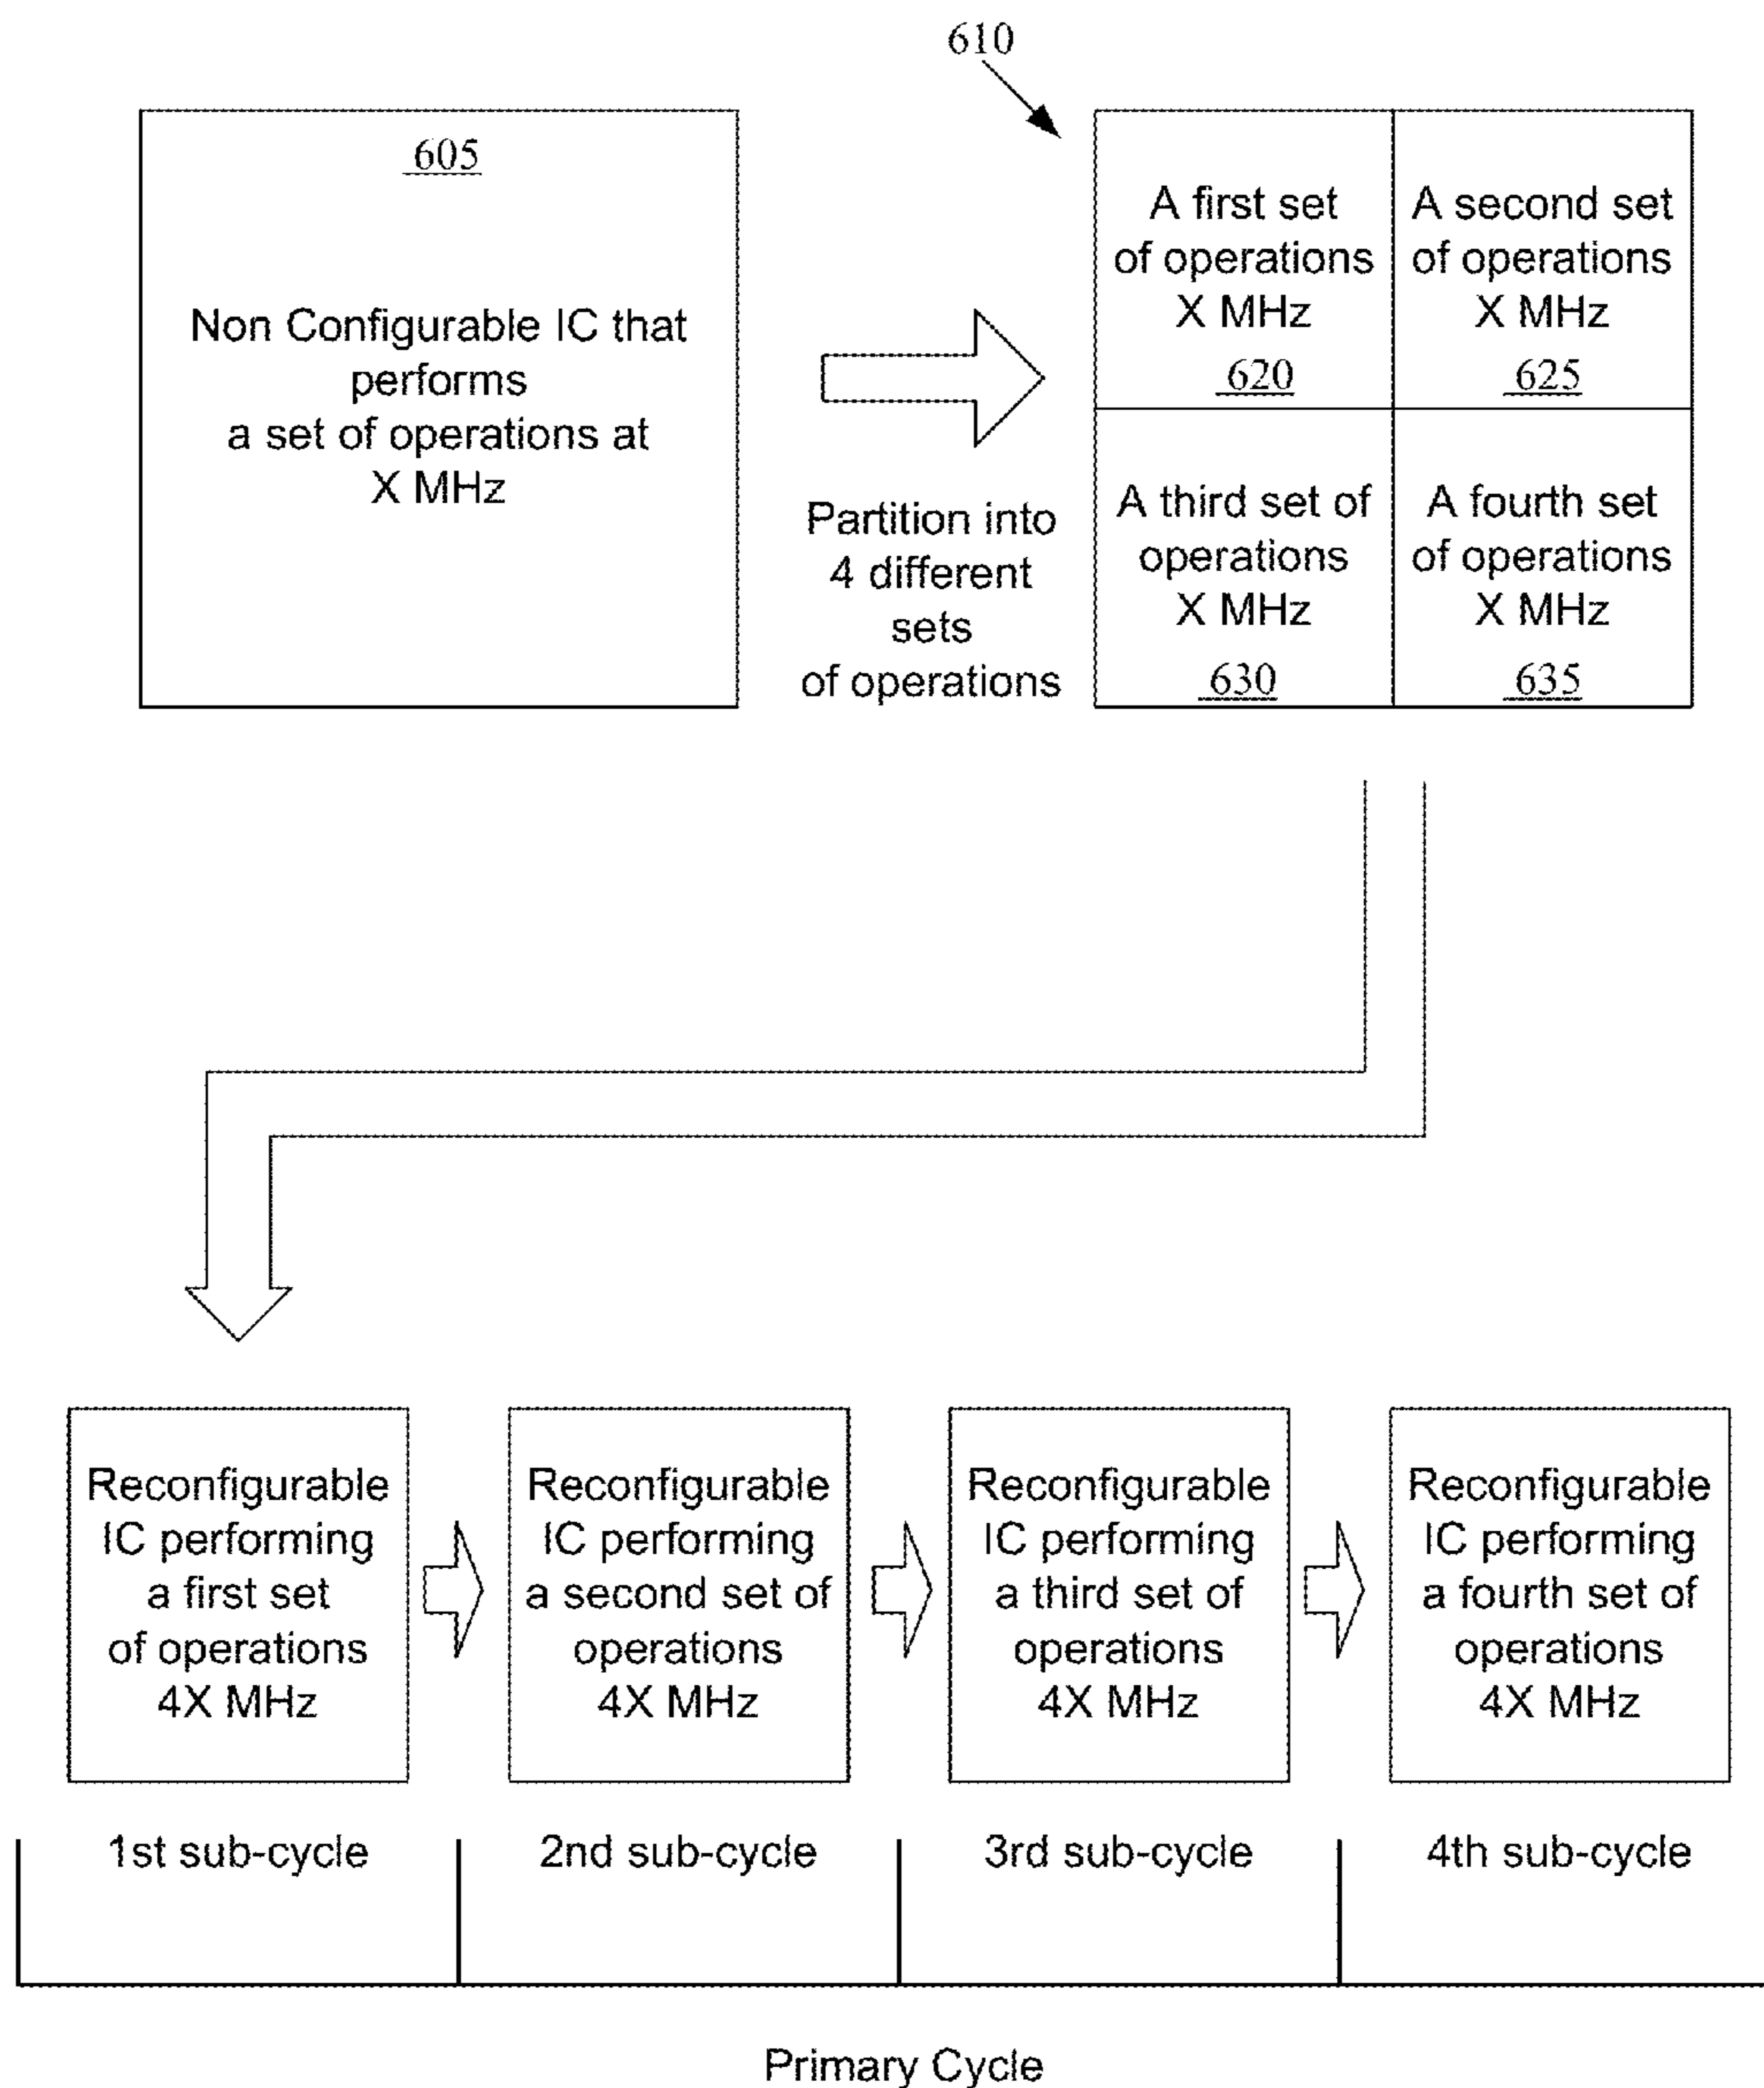 610
605
Non Configurable IC that
performs
a set of operations at
X MHz
Partition into
4 different
sets
of operations
A first set
of operations
X MHz
620
A second set
of operations
X MHz
625
A third set of
operations
X MHz
630
A fourth set
of operations
X MHz
635
Reconfigurable
IC performing
a first set
of operations
4X MHz
Reconfigurable
IC performing
a second set of
operations
4X MHz
Reconfigurable
IC performing
a third set of
operations
4X MHz
Reconfigurable
IC performing
a fourth set of
operations
4X MHz
1st sub-cycle
2nd sub-cycle
3rd sub-cycle
4th sub-cycle
Primary Cycle